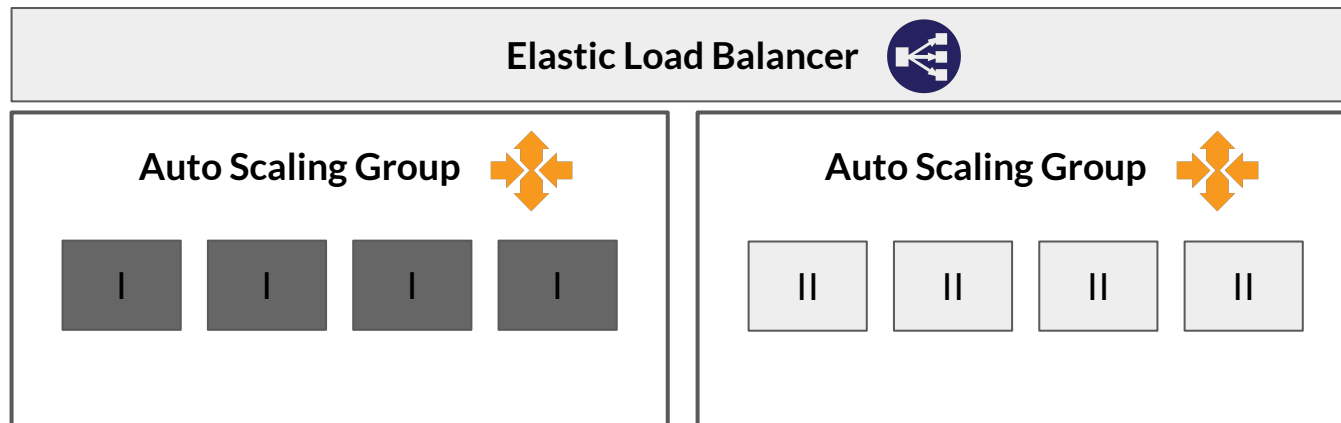 Elastic Load Balancer
Auto Scaling Group
Auto Scaling Group
I I I I
II II II II